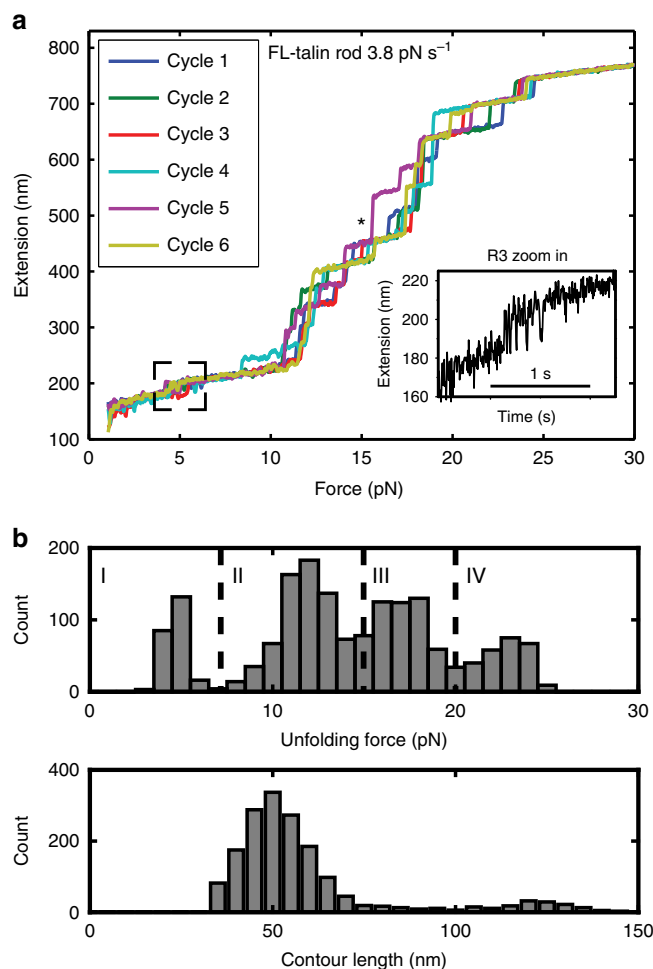 a
FL-talin rod 3.8 pN s⁻¹
Cycle 1
Cycle 2
Cycle 3
Cycle 4
Cycle 5
Cycle 6
Extension (nm)
800
700
600
500
400
300
200
100
*
R3 zoom in
Extension (nm)
220
200
180
160
1 s
Time (s)
0 5 10 15 20 25 30
Force (pN)
b
Count
200
100
0
I II III IV
0 10 20 30
Unfolding force (pN)
Count
400
200
0
0 50 100 150
Contour length (nm)